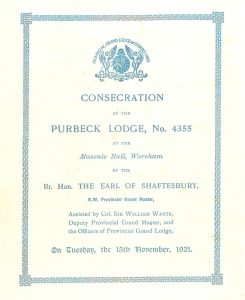 CONSECRATION
OF THE
PURBECK LODGE, No. 4355
AT THE
Masonic Hall, Wareham
BY THE
Rt. Hon. THE EARL OF SHAFTESBURY,
R.W. Provincial Grand Master,
Assisted by Col. Sir William Watts,
Deputy Provincial Grand Master, and
the Officers of Provincial Grand Lodge,
On Tuesday, the 15th November, 1921.